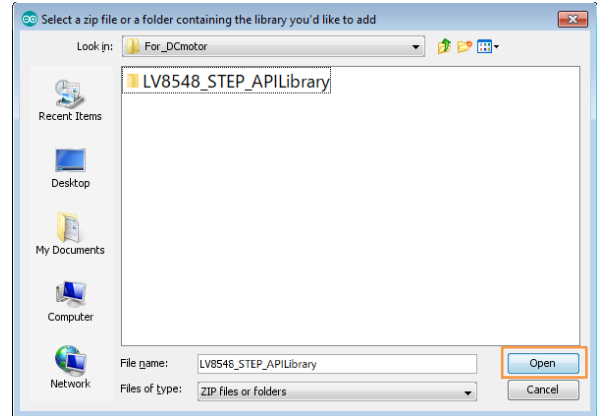 Select a zip file or a folder containing the library you'd like to add
Look in: For_DCmotor
LV8548_STEP_APILibrary
Recent Items
Desktop
My Documents
Computer
Network
File name: LV8546_STEP_APILibrary Open
Files of type: ZIP files or folders Cancel